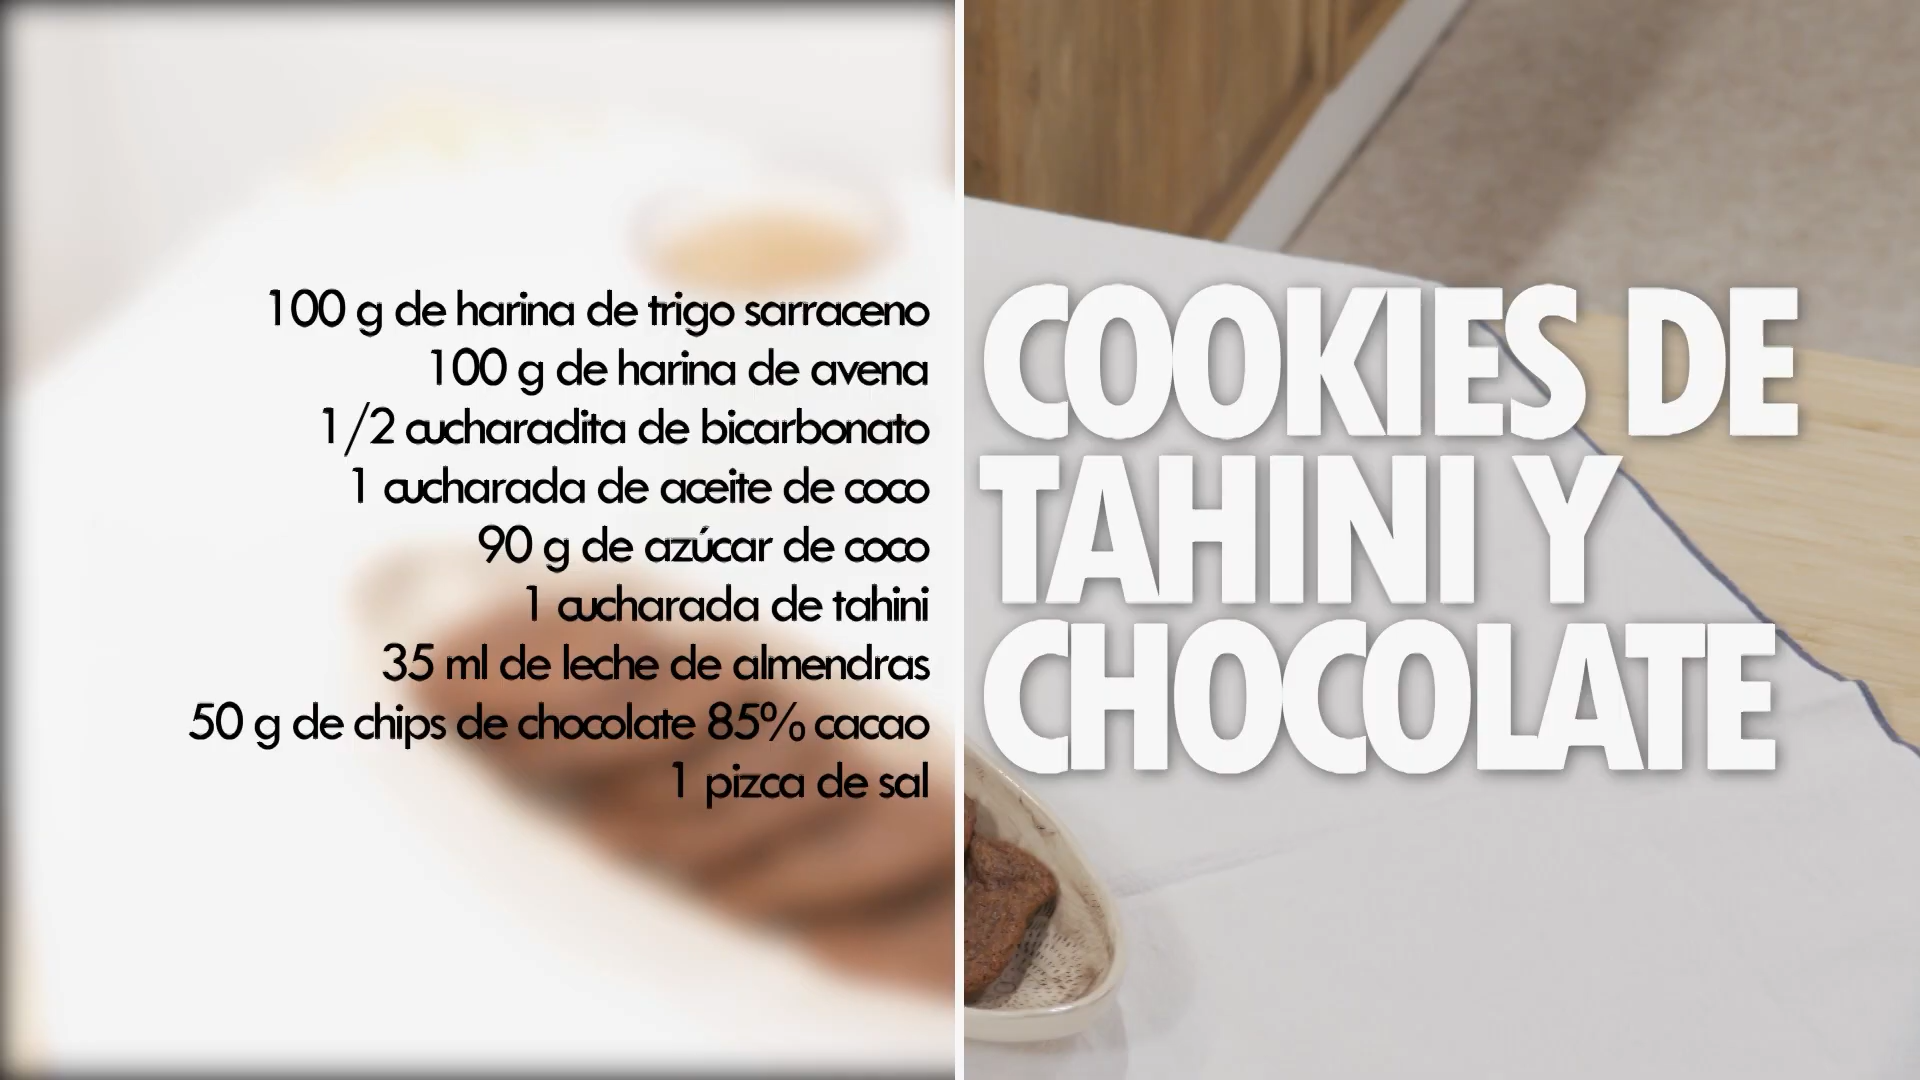 100 g de harina de trigo sarraceno
100 g de harina de avena
1/2 cucharadita de bicarbonato
1 cucharada de aceite de coco
90 g de azúcar de coco
1 cucharada de tahini
35 ml de leche de almendras
50 g de chips de chocolate 85% cacao
1 pizca de sal
COOKIES DE
TAHINI Y
CHOCOLATE